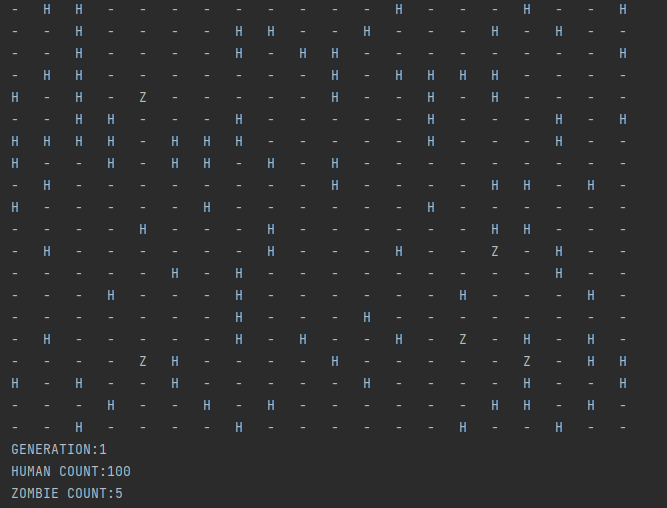 - H H - - - - - - - - - H - - - H - - H
- - H - - - - H H - - H - - - H - H - -
- - H - - - - H - H H - - - - - - - - H
- H H - - - - - - - H - H H H H - - - -
H - H - Z - - - - - H - - H - H - - - -
- - H H - - - H - - - - - H - - - H - H
H H H H - H H H - - - - - H - - - H - -
H - - H - H H - H - H - - - - - - - - -
- H - - - - - - - - H - - - - H H - H -
H - - - - - H - - - - - - H - - - - - -
- - - - H - - - H - - - - - - H H - - -
- H - - - - - - H - - - H - - Z - H - -
- - - - - H - H - - - - - - - - - H - -
- - - H - - - H - - - - - - H - - - H -
- - - - - - - H - - - H - - - - - - - -
- H - - - - - H - H - - H - Z - H - H -
- - - - Z H - - - - H - - - - - Z - H H
H - H - - H - - - - - H - - - - H - - H
- - - H - - H - H - - - - - - H H - H -
- - H - - - - H - - - - - - H - - H - -
GENERATION:1
HUMAN COUNT:100
ZOMBIE COUNT:5